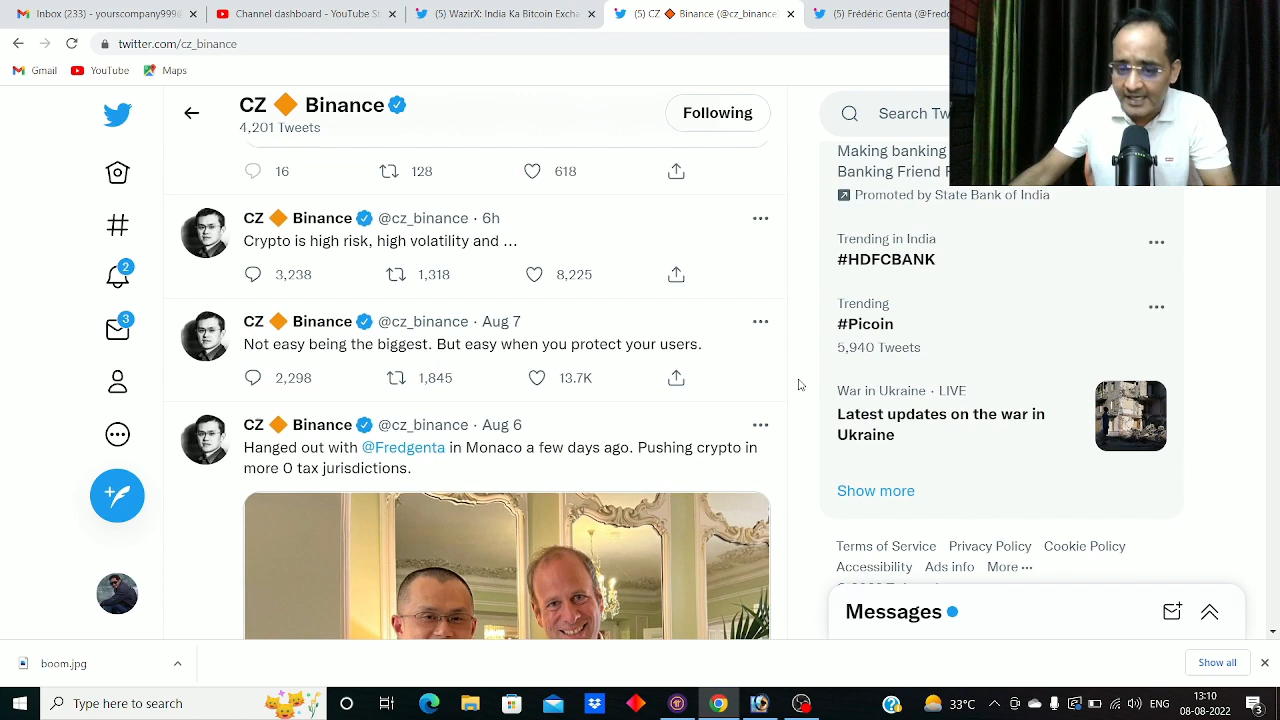 Inbox (33) - youcompany999@
Channel dashboard - YouTube St
(5) WazirX: India Ka Bitcoin Excha
(5) CZ 🔶 Binance (@cz_binance
(5) Frédéric Genta (@Fredg
twitter.com/cz_binance
Gmail
YouTube
Maps
CZ 🔶 Binance
4,201 Tweets
Following
Search Tw
16
128
618
CZ 🔶 Binance @cz_binance · 6h
Crypto is high risk, high volatility and ...
3,238
1,318
8,225
CZ 🔶 Binance @cz_binance · Aug 7
Not easy being the biggest. But easy when you protect your users.
2,298
1,845
13.7K
CZ 🔶 Binance @cz_binance · Aug 6
Hanged out with @Fredgenta in Monaco a few days ago. Pushing crypto in
more 0 tax jurisdictions.
2
3
Making banking
Banking Friend
Promoted by State Bank of India
Trending in India
#HDFCBANK
Trending
#Picoin
5,940 Tweets
War in Ukraine · LIVE
Latest updates on the war in
Ukraine
Show more
Terms of Service Privacy Policy Cookie Policy
Accessibility Ads info More ···
Messages
boom.jpg
Show all
Type here to search
33°C
ENG
13:10
08-08-2022
3